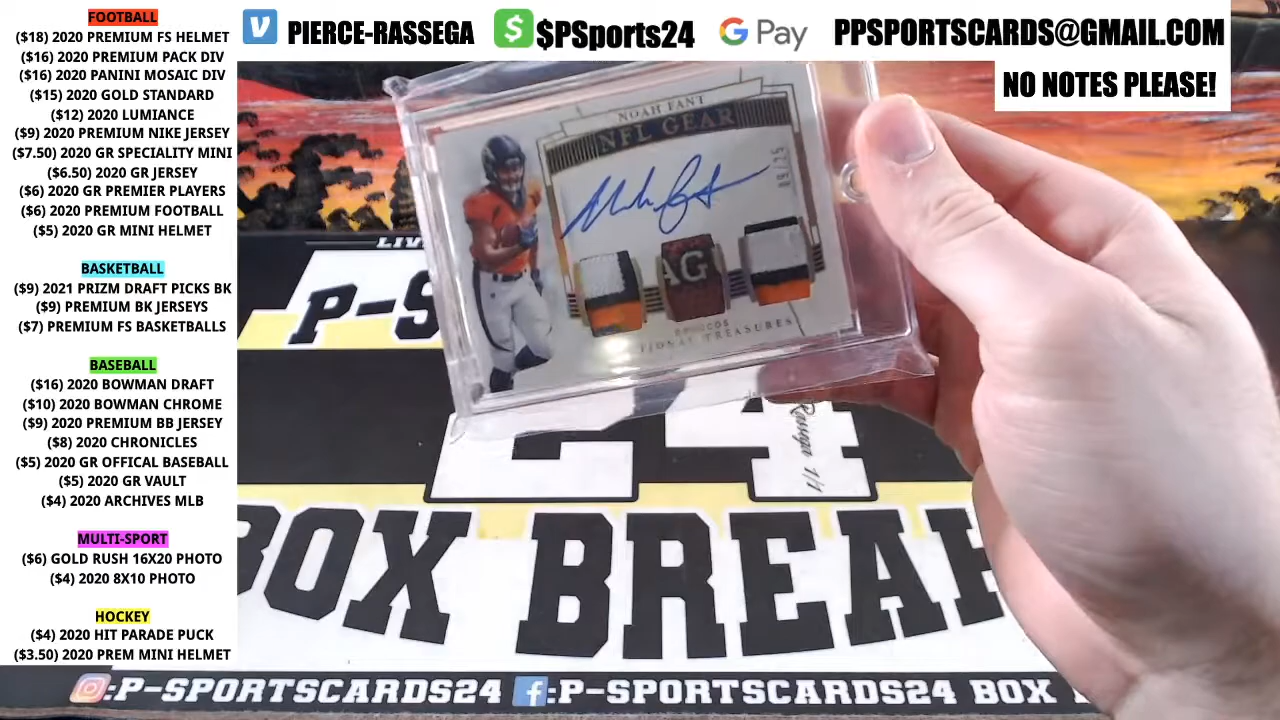 FOOTBALL
($18) 2020 PREMIUM FS HELMET
($16) 2020 PREMIUM PACK DIV
($16) 2020 PANINI MOSAIC DIV
($15) 2020 GOLD STANDARD
($12) 2020 LUMIANCE
($9) 2020 PREMIUM NIKE JERSEY
($7.50) 2020 GR SPECIALITY MINI
($6.50) 2020 GR JERSEY
($6) 2020 GR PREMIER PLAYERS
($6) 2020 PREMIUM FOOTBALL
($5) 2020 GR MINI HELMET
BASKETBALL
($9) 2021 PRIZM DRAFT PICKS BK
($9) PREMIUM BK JERSEYS
($7) PREMIUM FS BASKETBALLS
BASEBALL
($16) 2020 BOWMAN DRAFT
($10) 2020 BOWMAN CHROME
($9) 2020 PREMIUM BB JERSEY
($8) 2020 CHRONICLES
($5) 2020 GR OFFICAL BASEBALL
($5) 2020 GR VAULT
($4) 2020 ARCHIVES MLB
MULTI-SPORT
($6) GOLD RUSH 16X20 PHOTO
($4) 2020 8X10 PHOTO
HOCKEY
($4) 2020 HIT PARADE PUCK
($3.50) 2020 PREM MINI HELMET
PIERCE-RASSEGA
$PSports24
G Pay
PPSPORTSCARDS@GMAIL.COM
NO NOTES PLEASE!
NOAH FANT
NFL GEAR
AG
BRONCOS
TIONAL TREASURES
LIV
P-S
24
1/1
BOX BREAK
:P-SPORTSCARDS24
:P-SPORTSCARDS24 BOX